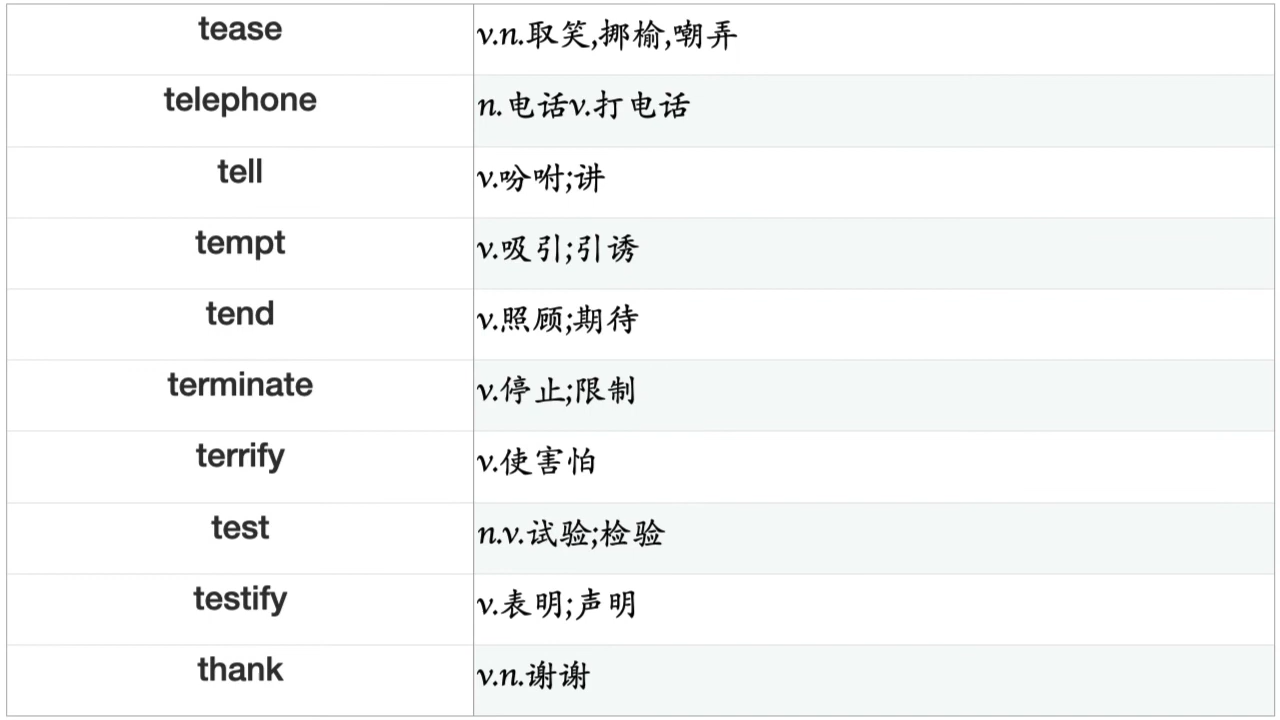 tease v.n.取笑,揶榆,嘲弄
telephone n.电话v.打电话
tell v.吩咐;讲
tempt v.吸引;引诱
tend v.照顾;期待
terminate v.停止;限制
terrify v.使害怕
test n.v.试验;检验
testify v.表明;声明
thank v.n.谢谢